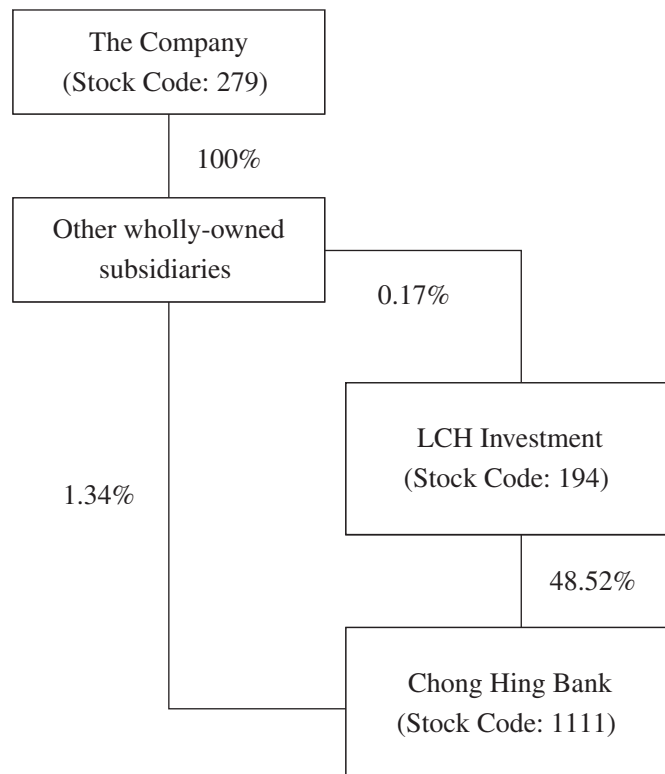 The Company
(Stock Code: 279)
100%
Other wholly-owned
subsidiaries
0.17%
LCH Investment
(Stock Code: 194)
1.34%
48.52%
Chong Hing Bank
(Stock Code: 1111)